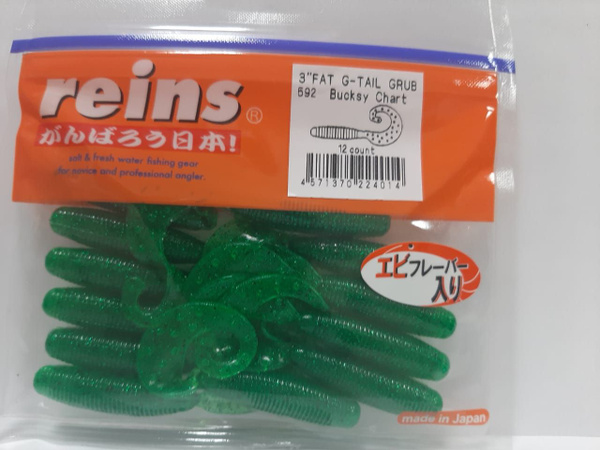 reins®
がんばろう日本!
salt & fresh water fishing gear
for novice and professional angler.
3"FAT G-TAIL GRUB
592 Bucksy Chart
12 count
4571370224014
エビフレーバー
入り
made in Japan